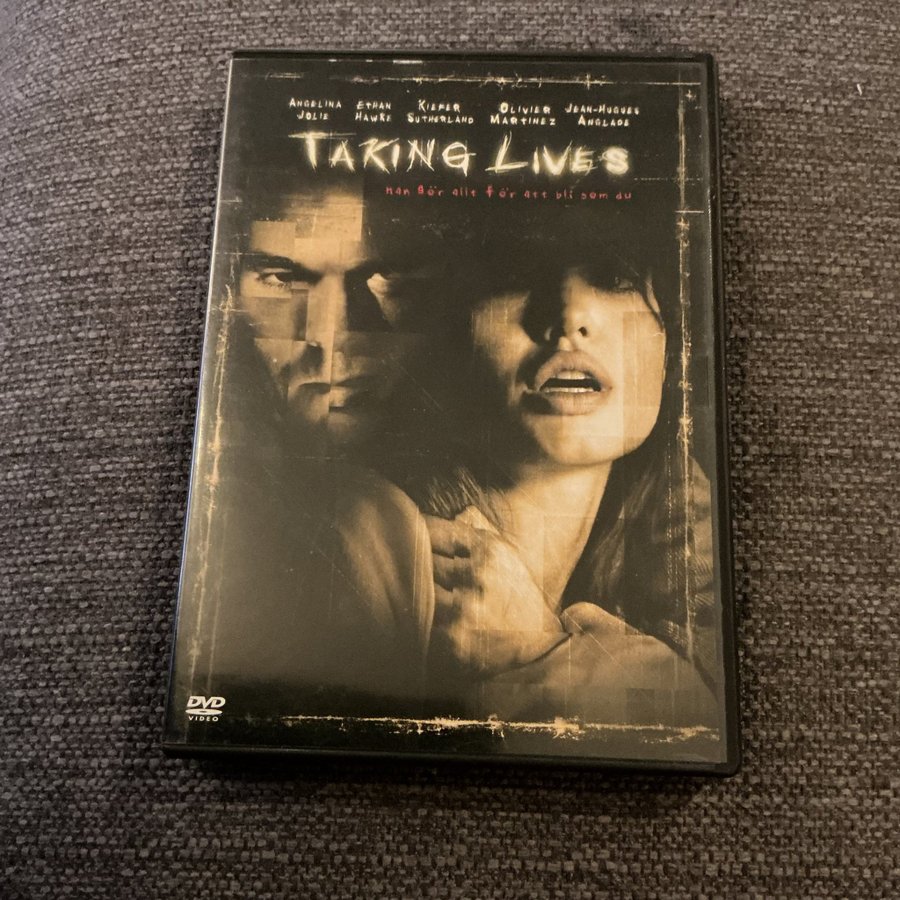 ANGELINA JOLIE ETHAN HAWKE KIEFER SUTHERLAND OLIVIER MARTINEZ JEAN-HUGUES ANGLADE
TAKING LIVES
Han gör allt för att bli som du
DVD
VIDEO